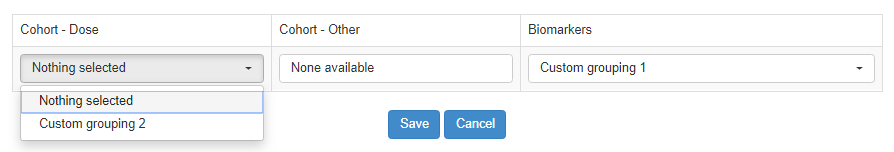 Cohort - Dose
Cohort - Other
Biomarkers
Nothing selected
None available
Custom grouping 1
Nothing selected
Custom grouping 2
Save
Cancel